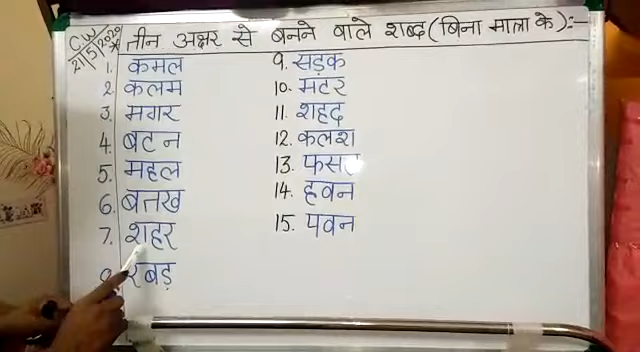 CW
21/5/2020
तीन अक्षर से बनने वाले शब्द (बिना मात्रा के) :-
1. कमल
2. कलम
3. मगर
4. बटन
5. महल
6. बतख
7. शहर
8. रबड़
9. सड़क
10. मटर
11. शहद
12. कलश
13. फसल
14. हवन
15. पवन